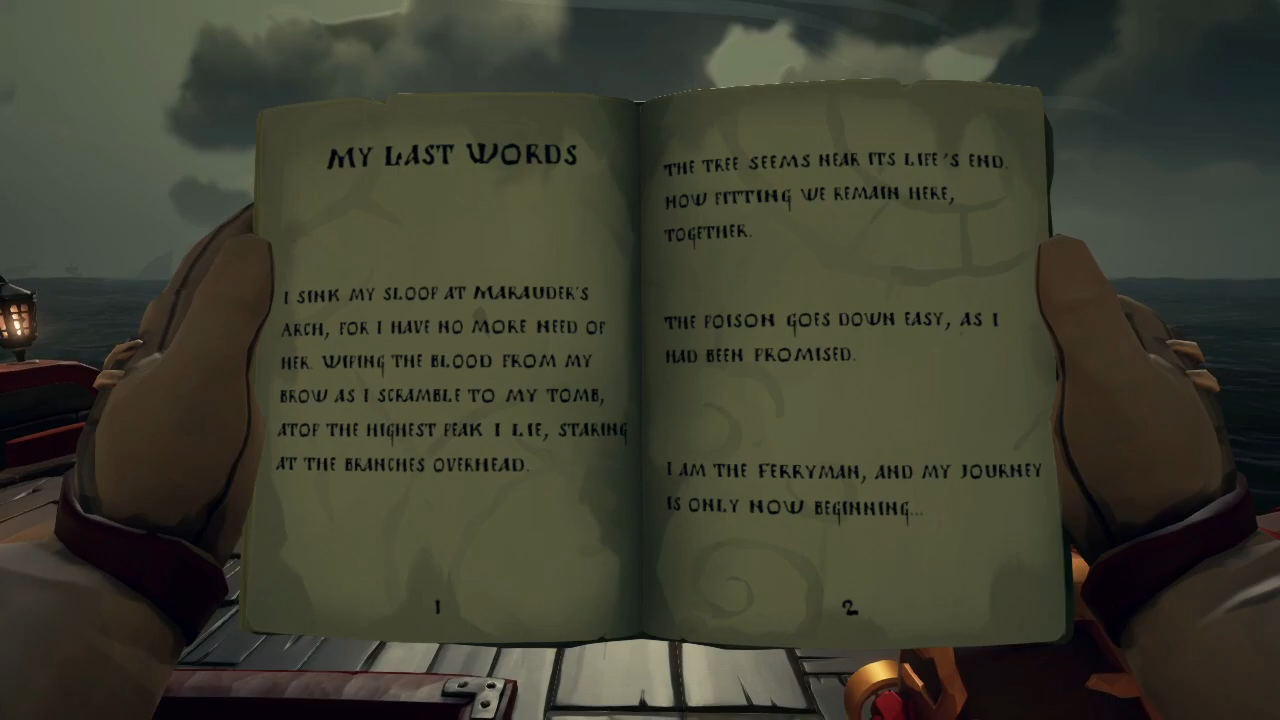 MY LAST WORDS
I SINK MY SLOOP AT MARAUDER'S
ARCH, FOR I HAVE NO MORE NEED OF
HER. WIPING THE BLOOD FROM MY
BROW AS I SCRAMBLE TO MY TOMB,
ATOP THE HIGHEST PEAK I LIE, STARING
AT THE BRANCHES OVERHEAD.
1
THE TREE SEEMS NEAR ITS LIFE'S END.
HOW FITTING WE REMAIN HERE,
TOGETHER.
THE POISON GOES DOWN EASY, AS I
HAD BEEN PROMISED.
I AM THE FERRYMAN, AND MY JOURNEY
IS ONLY NOW BEGINNING...
2